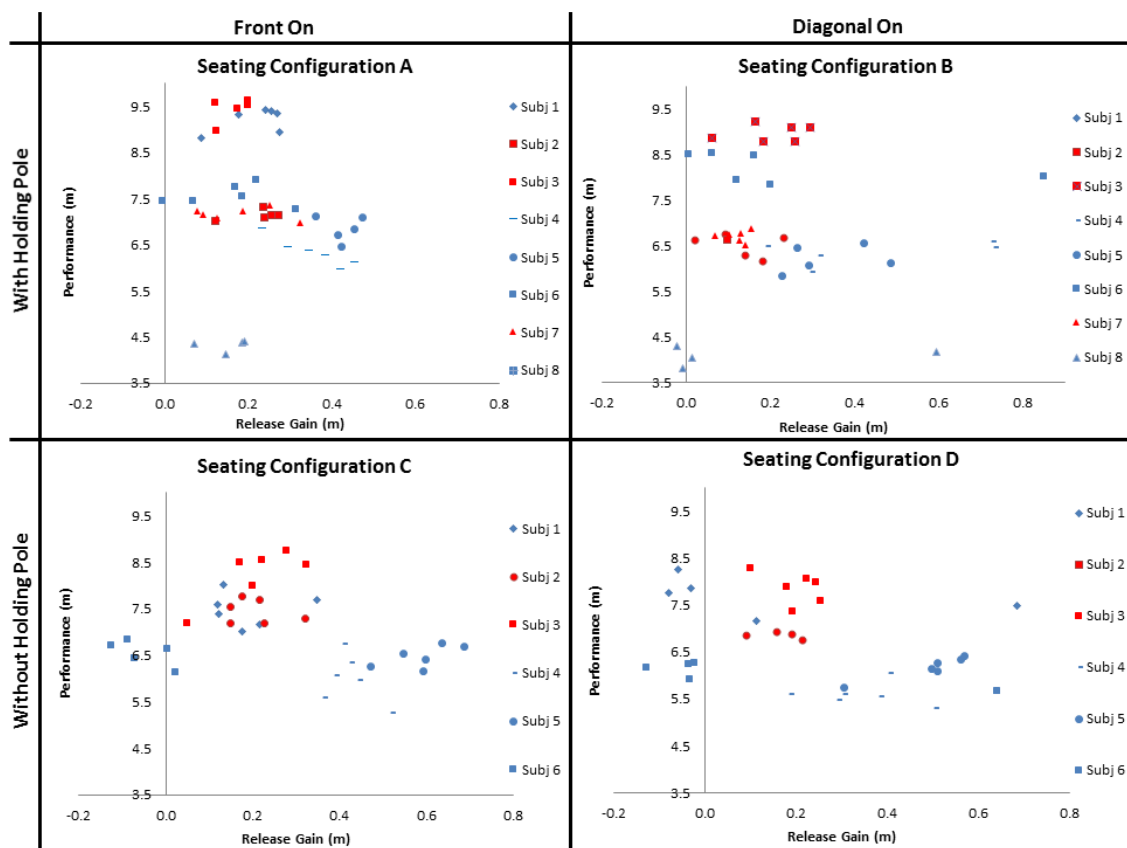 Front On
Diagonal On
With Holding Pole
Seating Configuration A
9.5
8.5
7.5
6.5
5.5
4.5
3.5
Performance (m)
-0.2 0.0 0.2 0.4 0.6 0.8
Release Gain (m)
Subj 1
Subj 2
Subj 3
Subj 4
Subj 5
Subj 6
Subj 7
Subj 8
Seating Configuration B
9.5
8.5
7.5
6.5
5.5
4.5
3.5
Performance (m)
-0.2 0.0 0.2 0.4 0.6 0.8
Release Gain (m)
Subj 1
Subj 2
Subj 3
Subj 4
Subj 5
Subj 6
Subj 7
Subj 8
Without Holding Pole
Seating Configuration C
9.5
8.5
7.5
6.5
5.5
4.5
3.5
Performance (m)
-0.2 0.0 0.2 0.4 0.6 0.8
Release Gain (m)
Subj 1
Subj 2
Subj 3
Subj 4
Subj 5
Subj 6
Seating Configuration D
9.5
8.5
7.5
6.5
5.5
4.5
3.5
Performance (m)
-0.2 0.0 0.2 0.4 0.6 0.8
Release Gain (m)
Subj 1
Subj 2
Subj 3
Subj 4
Subj 5
Subj 6